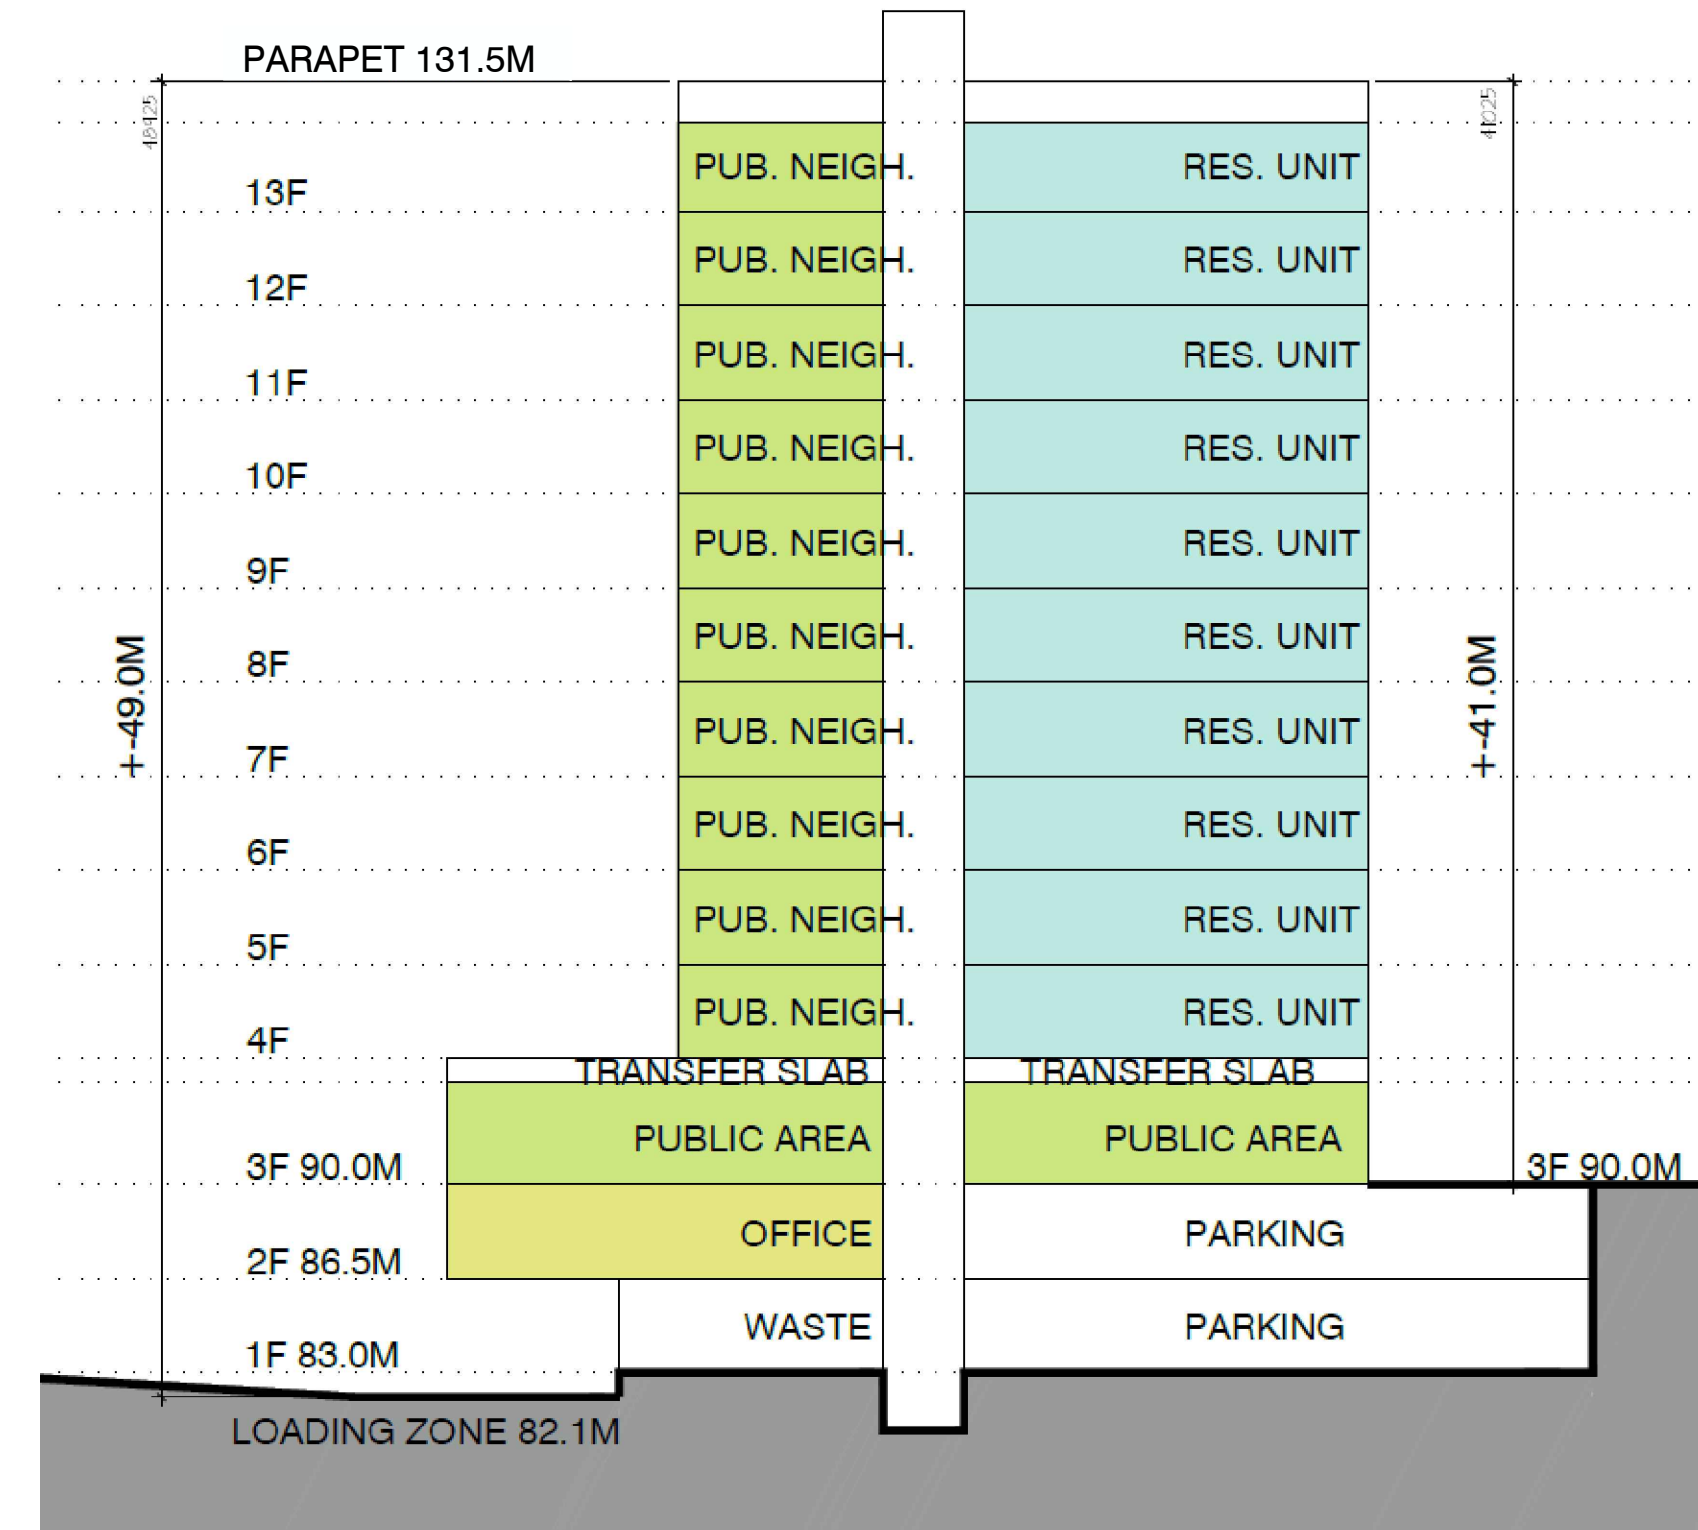 PARAPET 131.5M
41025
13F PUB. NEIGH. RES. UNIT
12F PUB. NEIGH. RES. UNIT
11F PUB. NEIGH. RES. UNIT
10F PUB. NEIGH. RES. UNIT
9F PUB. NEIGH. RES. UNIT
8F PUB. NEIGH. RES. UNIT
+-49.0M
+-41.0M
7F PUB. NEIGH. RES. UNIT
6F PUB. NEIGH. RES. UNIT
5F PUB. NEIGH. RES. UNIT
4F PUB. NEIGH. RES. UNIT
TRANSFER SLAB TRANSFER SLAB
PUBLIC AREA PUBLIC AREA
3F 90.0M 3F 90.0M
OFFICE PARKING
2F 86.5M
WASTE PARKING
1F 83.0M
LOADING ZONE 82.1M